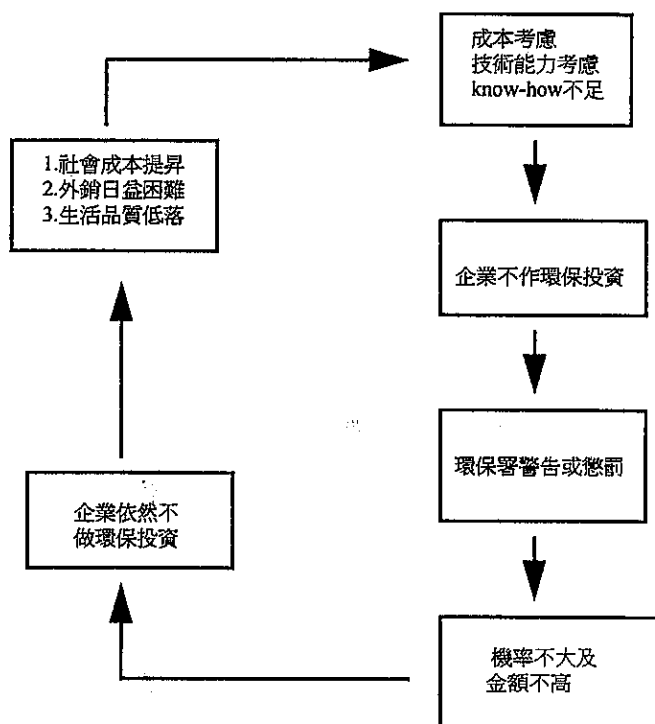 成本考慮
技術能力考慮
know-how不足
1.社會成本提昇
2.外銷日益困難
3.生活品質低落
企業不作環保投資
環保署警告或懲罰
企業依然不
做環保投資
機率不大及
金額不高